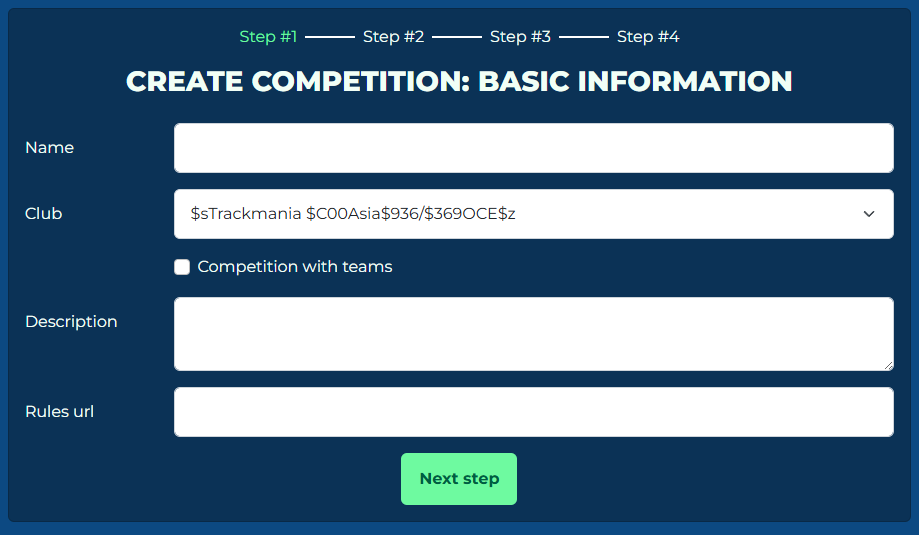 Step #1 Step #2 Step #3 Step #4
CREATE COMPETITION: BASIC INFORMATION
Name
Club $sTrackmania $C00Asia$936/$369OCE$z
Competition with teams
Description
Rules url
Next step